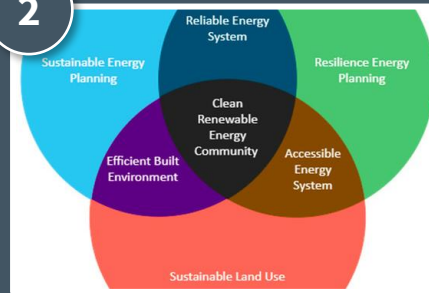 2
Reliable Energy
System
Sustainable Energy
Planning
Resilience Energy
Planning
Clean
Renewable
Energy
Community
Efficient Built
Environment
Accessible
Energy
System
Sustainable Land Use